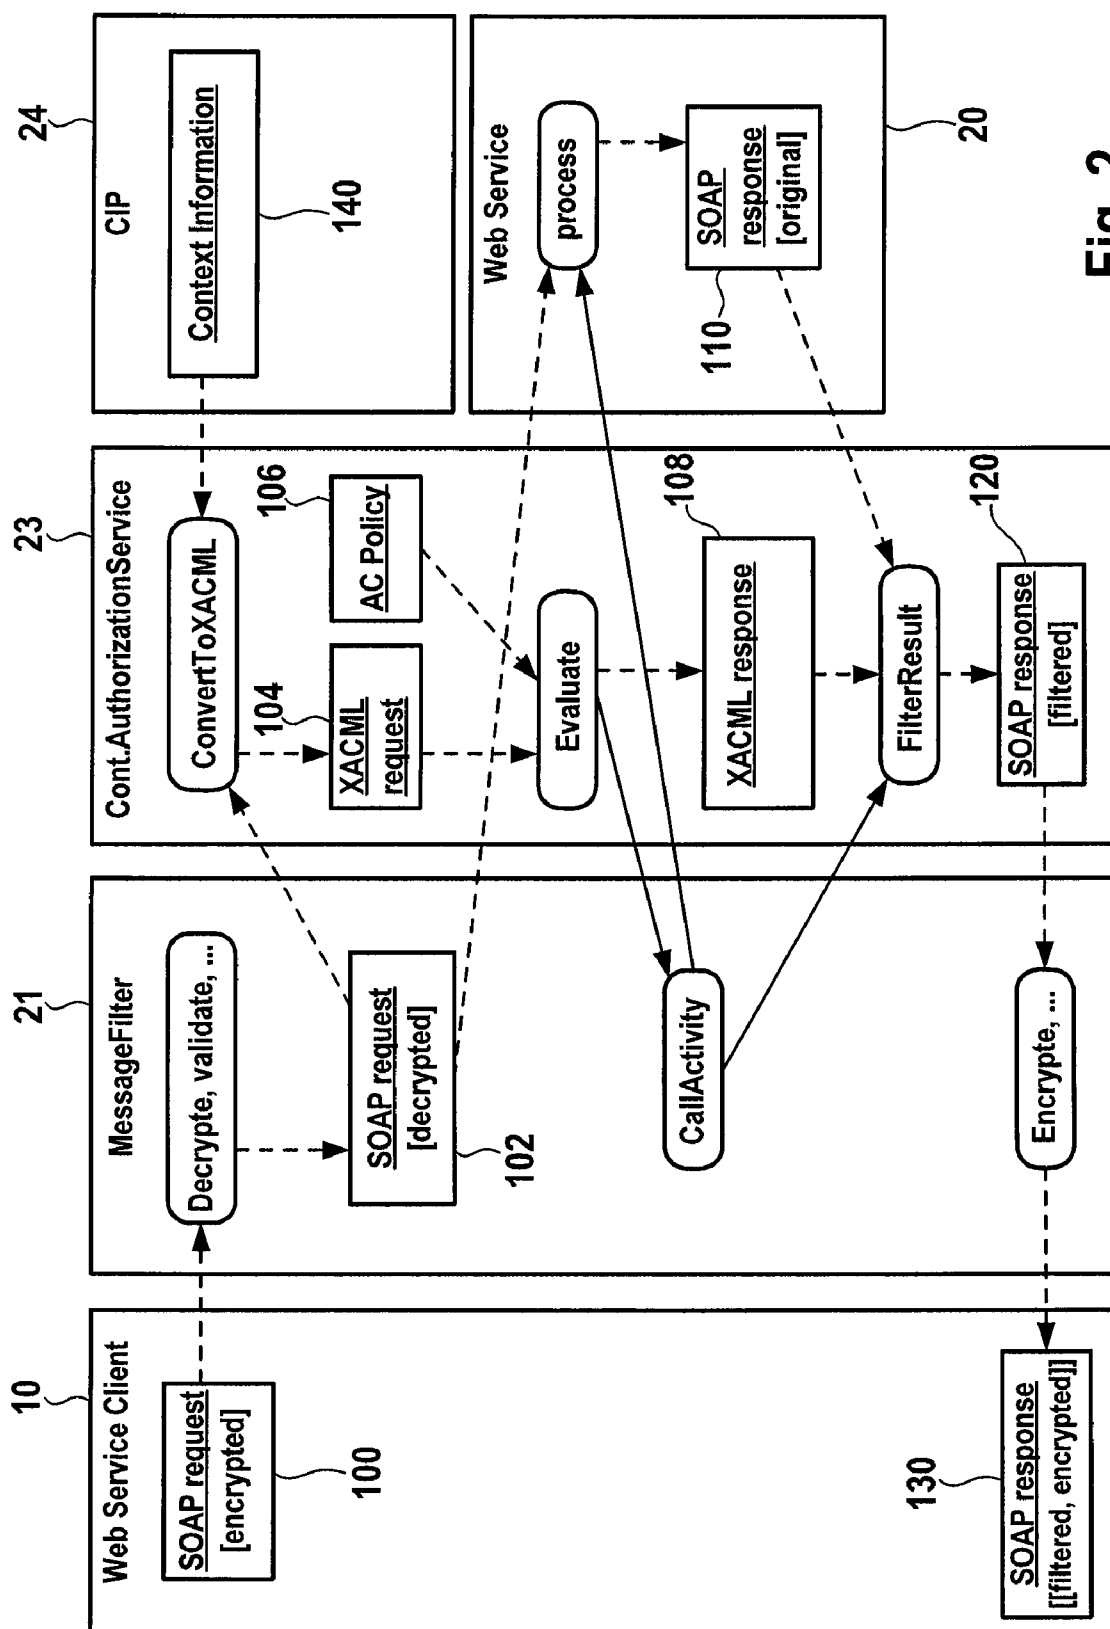 10
Web Service Client
SOAP request
[encrypted]
100
SOAP response
[[filtered, encrypted]]
130
21
MessageFilter
Decrypte, validate, ...
SOAP request
[decrypted]
102
CallActivity
Encrypte, ...
23
Cont.AuthorizationService
ConvertToXACML
104
XACML
request
106
AC Policy
Evaluate
108
XACML response
FilterResult
120
SOAP response
[filtered]
24
CIP
Context Information
140
Web Service
process
SOAP
response
[original]
110
20
Fig. 2